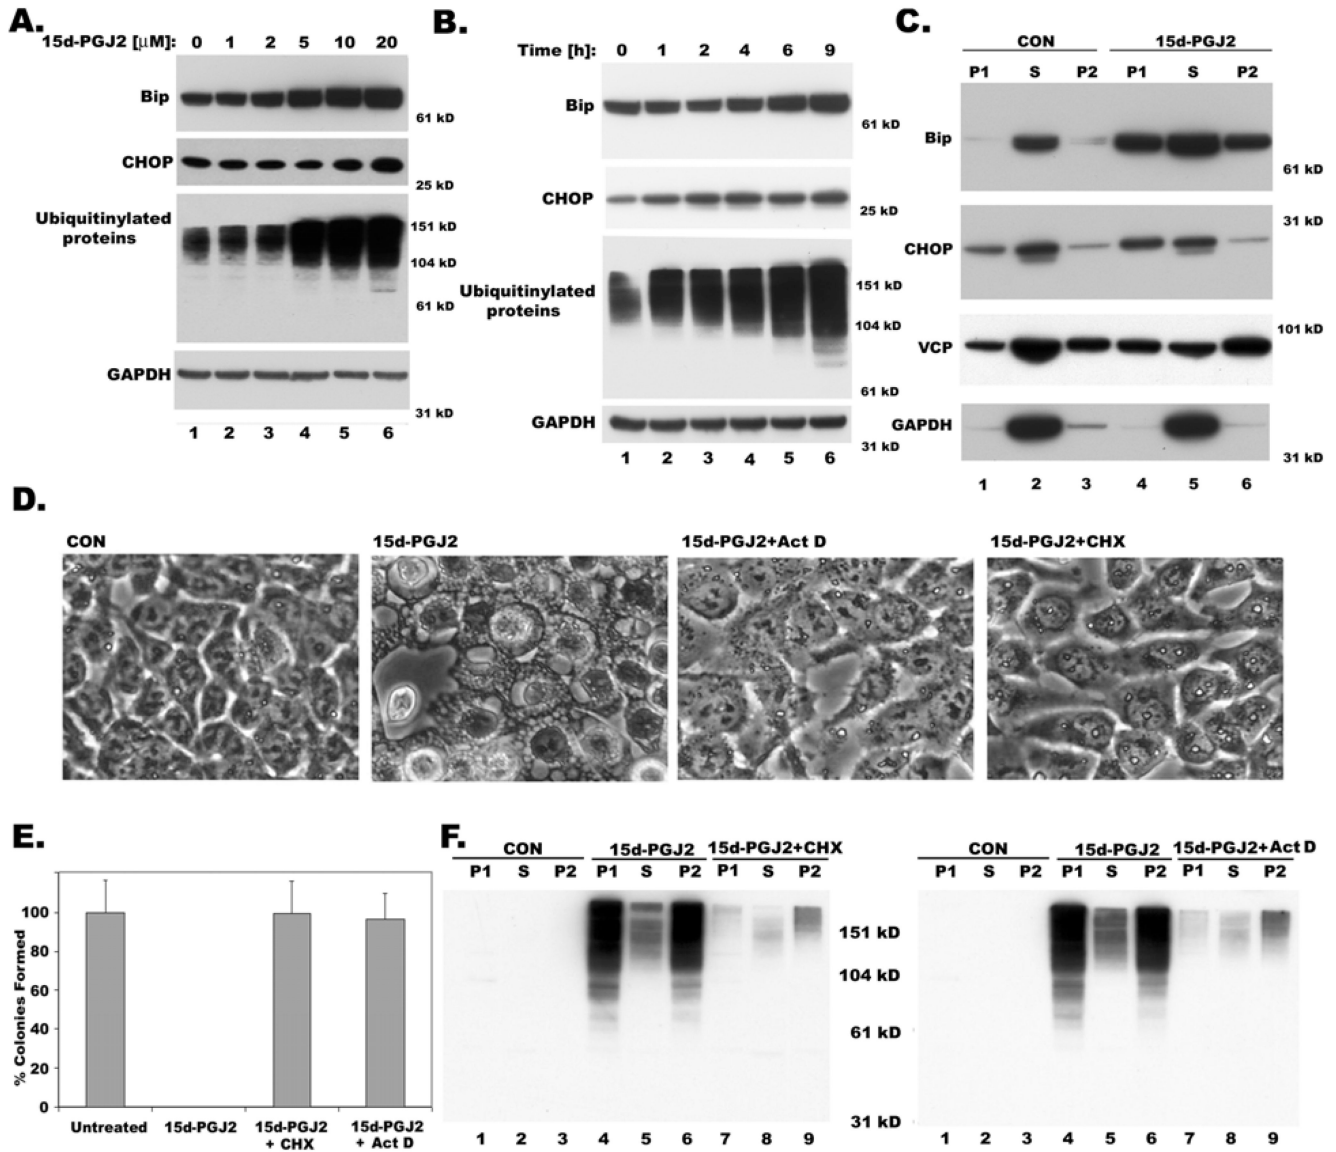 A.
15d-PGJ2 [µM]: 0 1 2 5 10 20
Bip
61 kD
CHOP
25 kD
Ubiquitinylated
proteins
151 kD
104 kD
61 kD
GAPDH
31 kD
1 2 3 4 5 6
B.
Time [h]: 0 1 2 4 6 9
Bip
61 kD
CHOP
25 kD
Ubiquitinylated
proteins
151 kD
104 kD
61 kD
GAPDH
31 kD
1 2 3 4 5 6
C.
CON 15d-PGJ2
P1 S P2 P1 S P2
Bip
61 kD
31 kD
CHOP
101 kD
VCP
GAPDH
31 kD
1 2 3 4 5 6
D.
CON 15d-PGJ2 15d-PGJ2+Act D 15d-PGJ2+CHX
E.
% Colonies Formed
100
80
60
40
20
0
Untreated 15d-PGJ2 15d-PGJ2 15d-PGJ2
+ CHX + Act D
F.
CON 15d-PGJ2 15d-PGJ2+CHX
P1 S P2 P1 S P2 P1 S P2
151 kD
104 kD
61 kD
31 kD
1 2 3 4 5 6 7 8 9
CON 15d-PGJ2 15d-PGJ2+Act D
P1 S P2 P1 S P2 P1 S P2
1 2 3 4 5 6 7 8 9